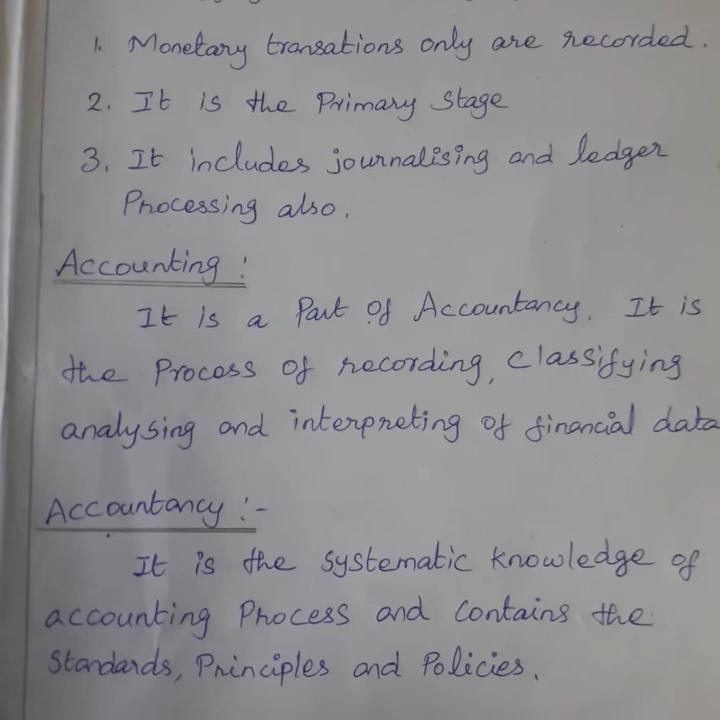 1. Monetary transations only are recorded.
2. It is the Primary Stage
3. It includes journalising and ledger
Processing also.
Accounting :
It is a Part of Accountancy. It is
the Process of recording, classifying
analysing and interpreting of financial data
Accountancy :-
It is the systematic knowledge of
accounting Process and contains the
Standards, Principles and Policies.